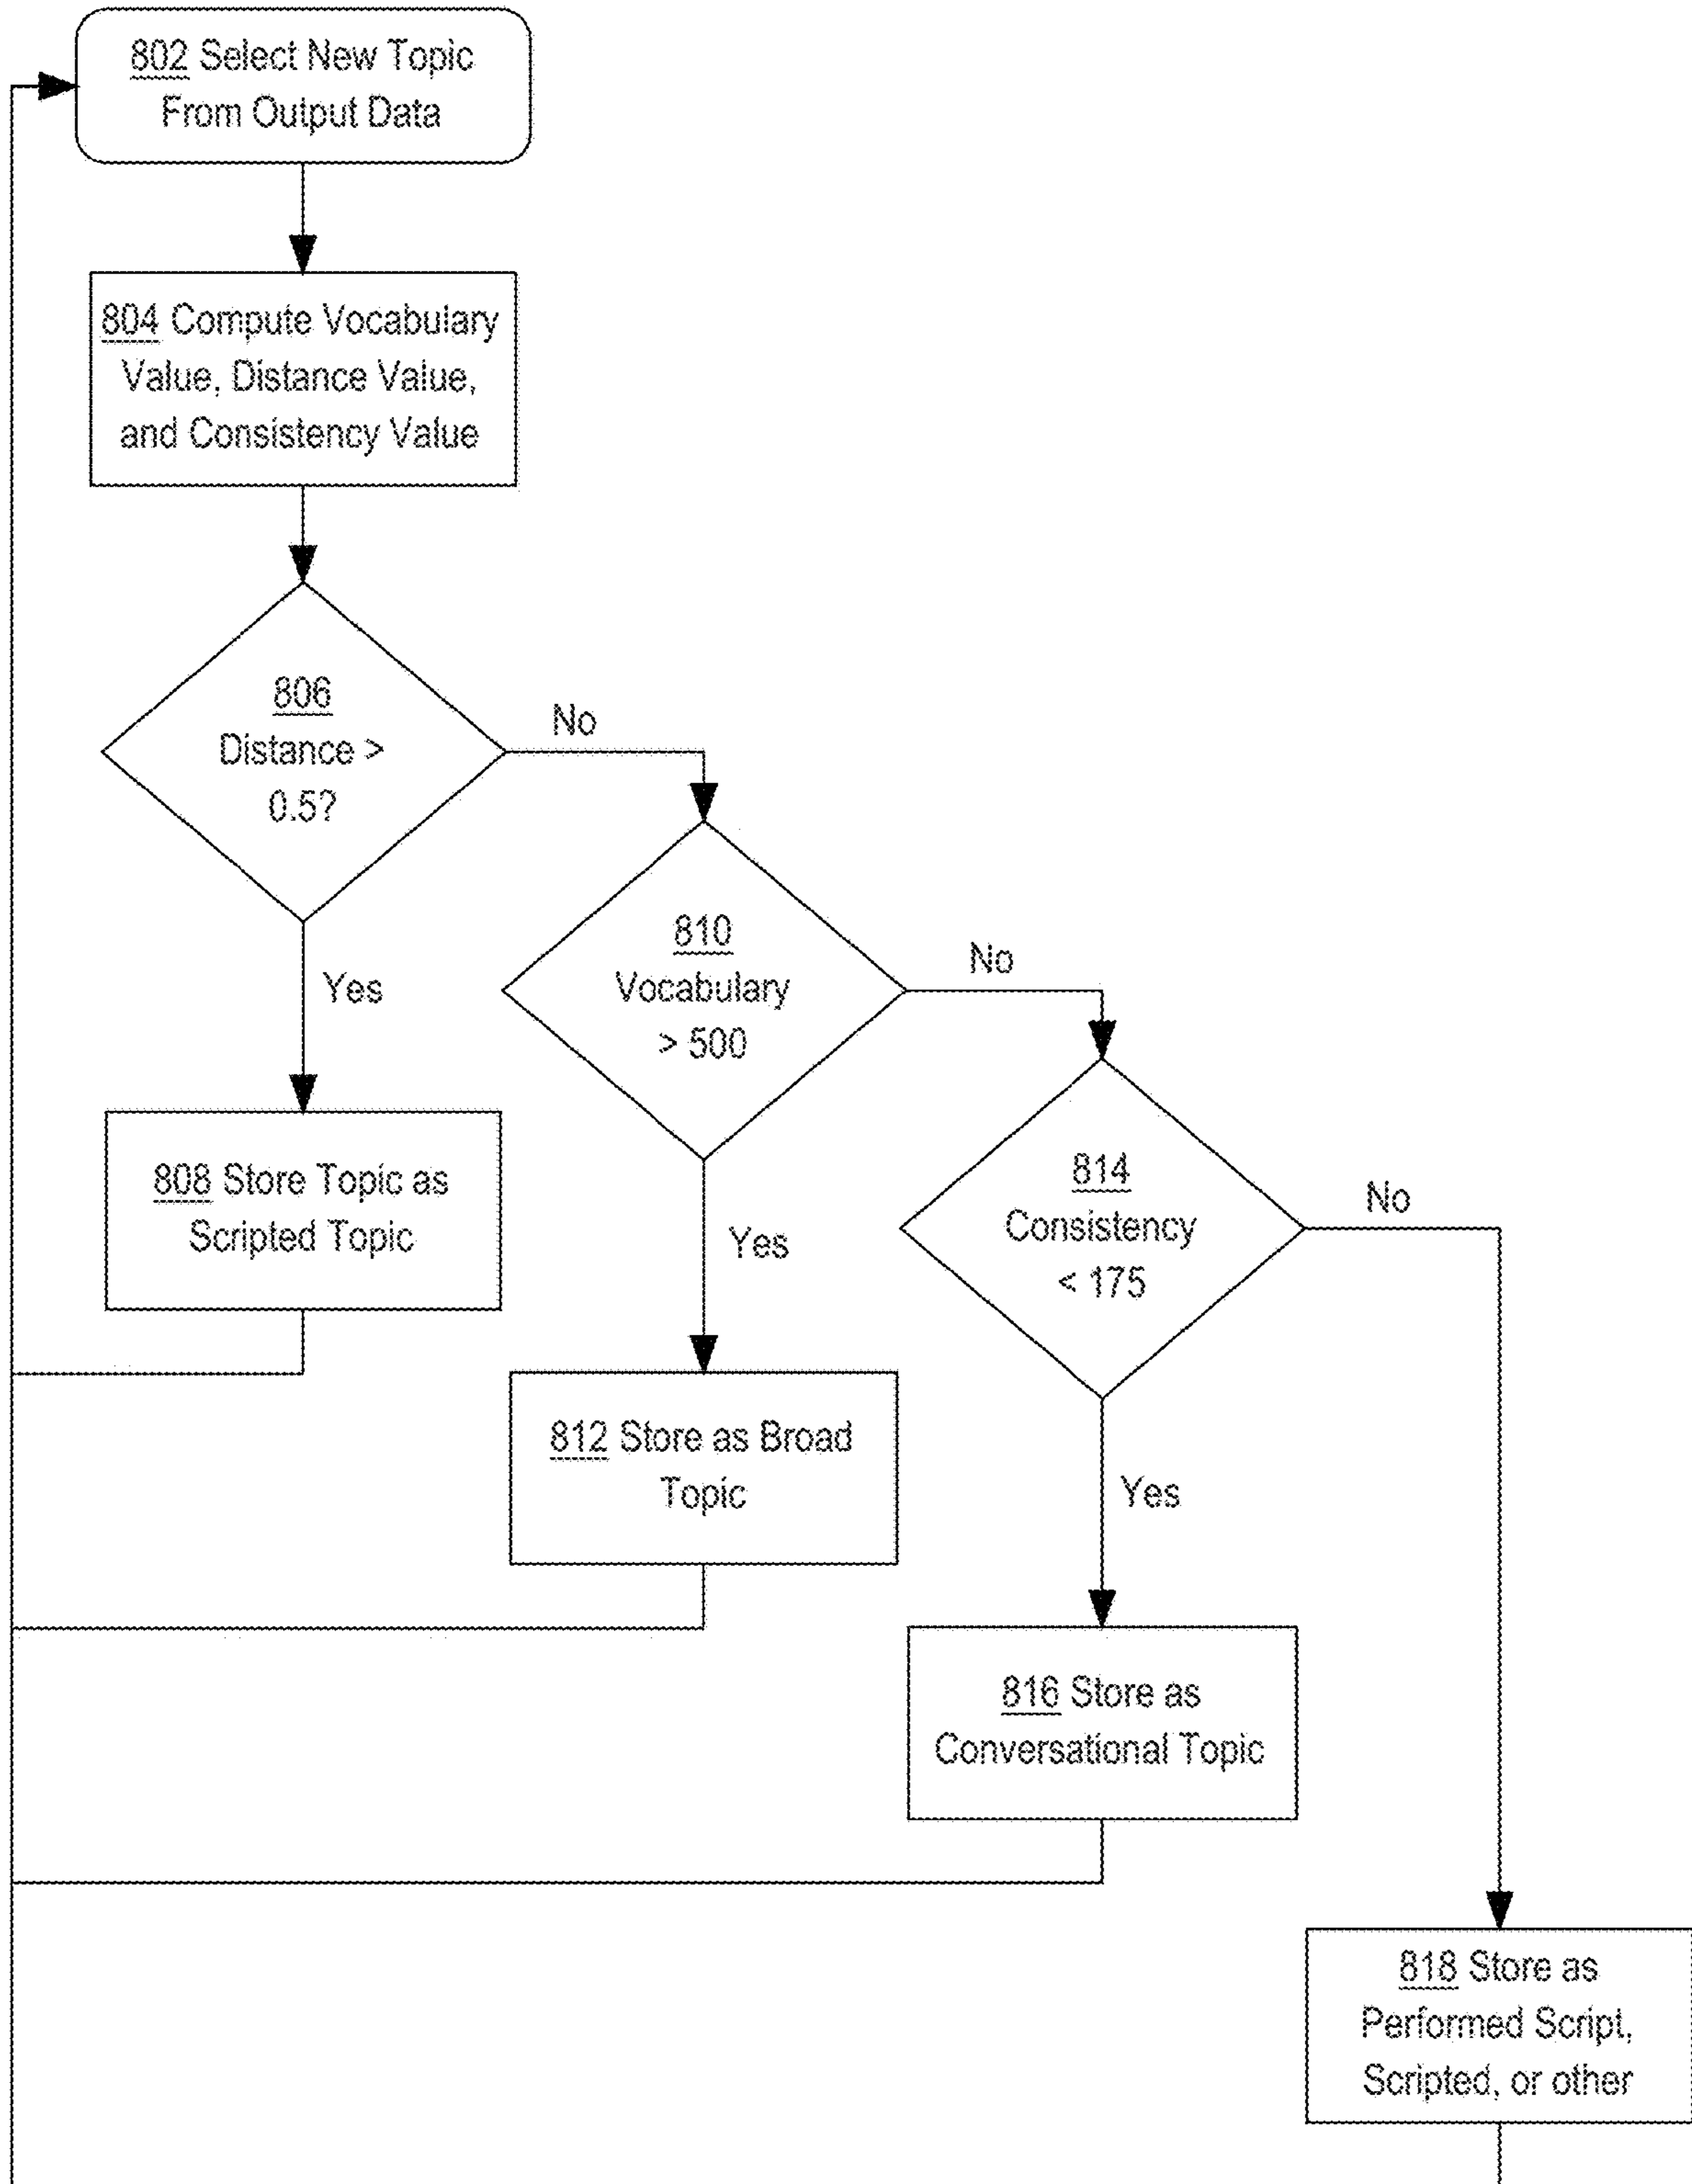 802 Select New Topic
From Output Data
804 Compute Vocabulary
Value, Distance Value,
and Consistency Value
806
Distance >
0.5?
No
Yes
808 Store Topic as
Scripted Topic
810
Vocabulary
> 500
No
Yes
812 Store as Broad
Topic
814
Consistency
< 175
No
Yes
816 Store as
Conversational Topic
818 Store as
Performed Script,
Scripted, or other